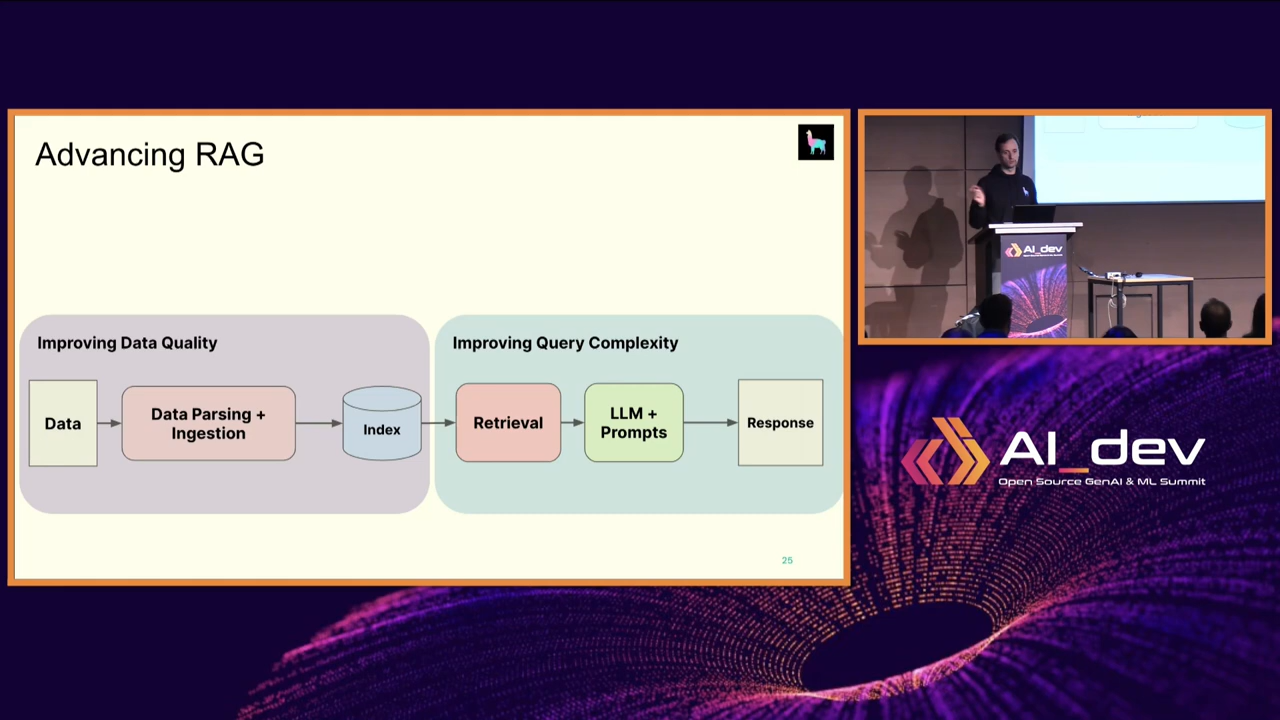 Advancing RAG
Improving Data Quality
Data
Data Parsing +
Ingestion
Index
Improving Query Complexity
Retrieval
LLM +
Prompts
Response
25
AI_dev
AI_dev
Open Source GenAI & ML Summit